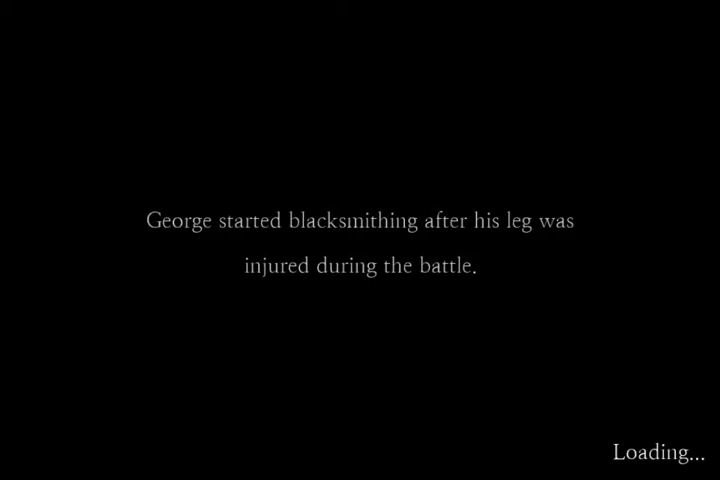 George started blacksmithing after his leg was
injured during the battle.
Loading...